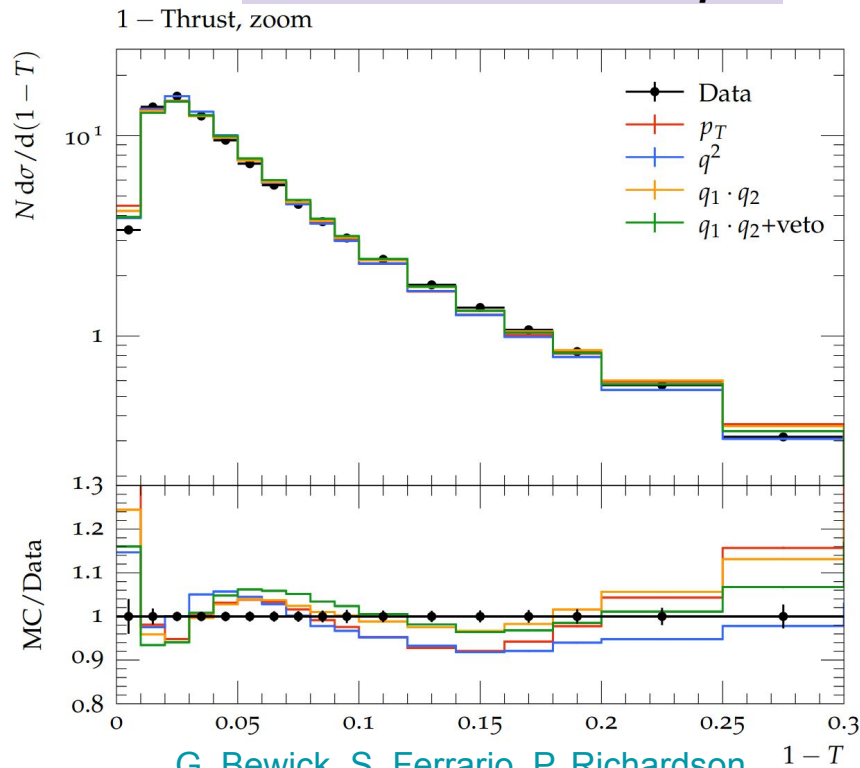 1 − Thrust, zoom
N dσ/d(1 − T)
10¹
1
Data
p_T
q²
q₁ · q₂
q₁ · q₂+veto
MC/Data
1.3
1.2
1.1
1
0.9
0.8
0
0.05
0.1
0.15
0.2
0.25
0.3
1 − T
G. Bewick, S. Ferrario, P. Richardson